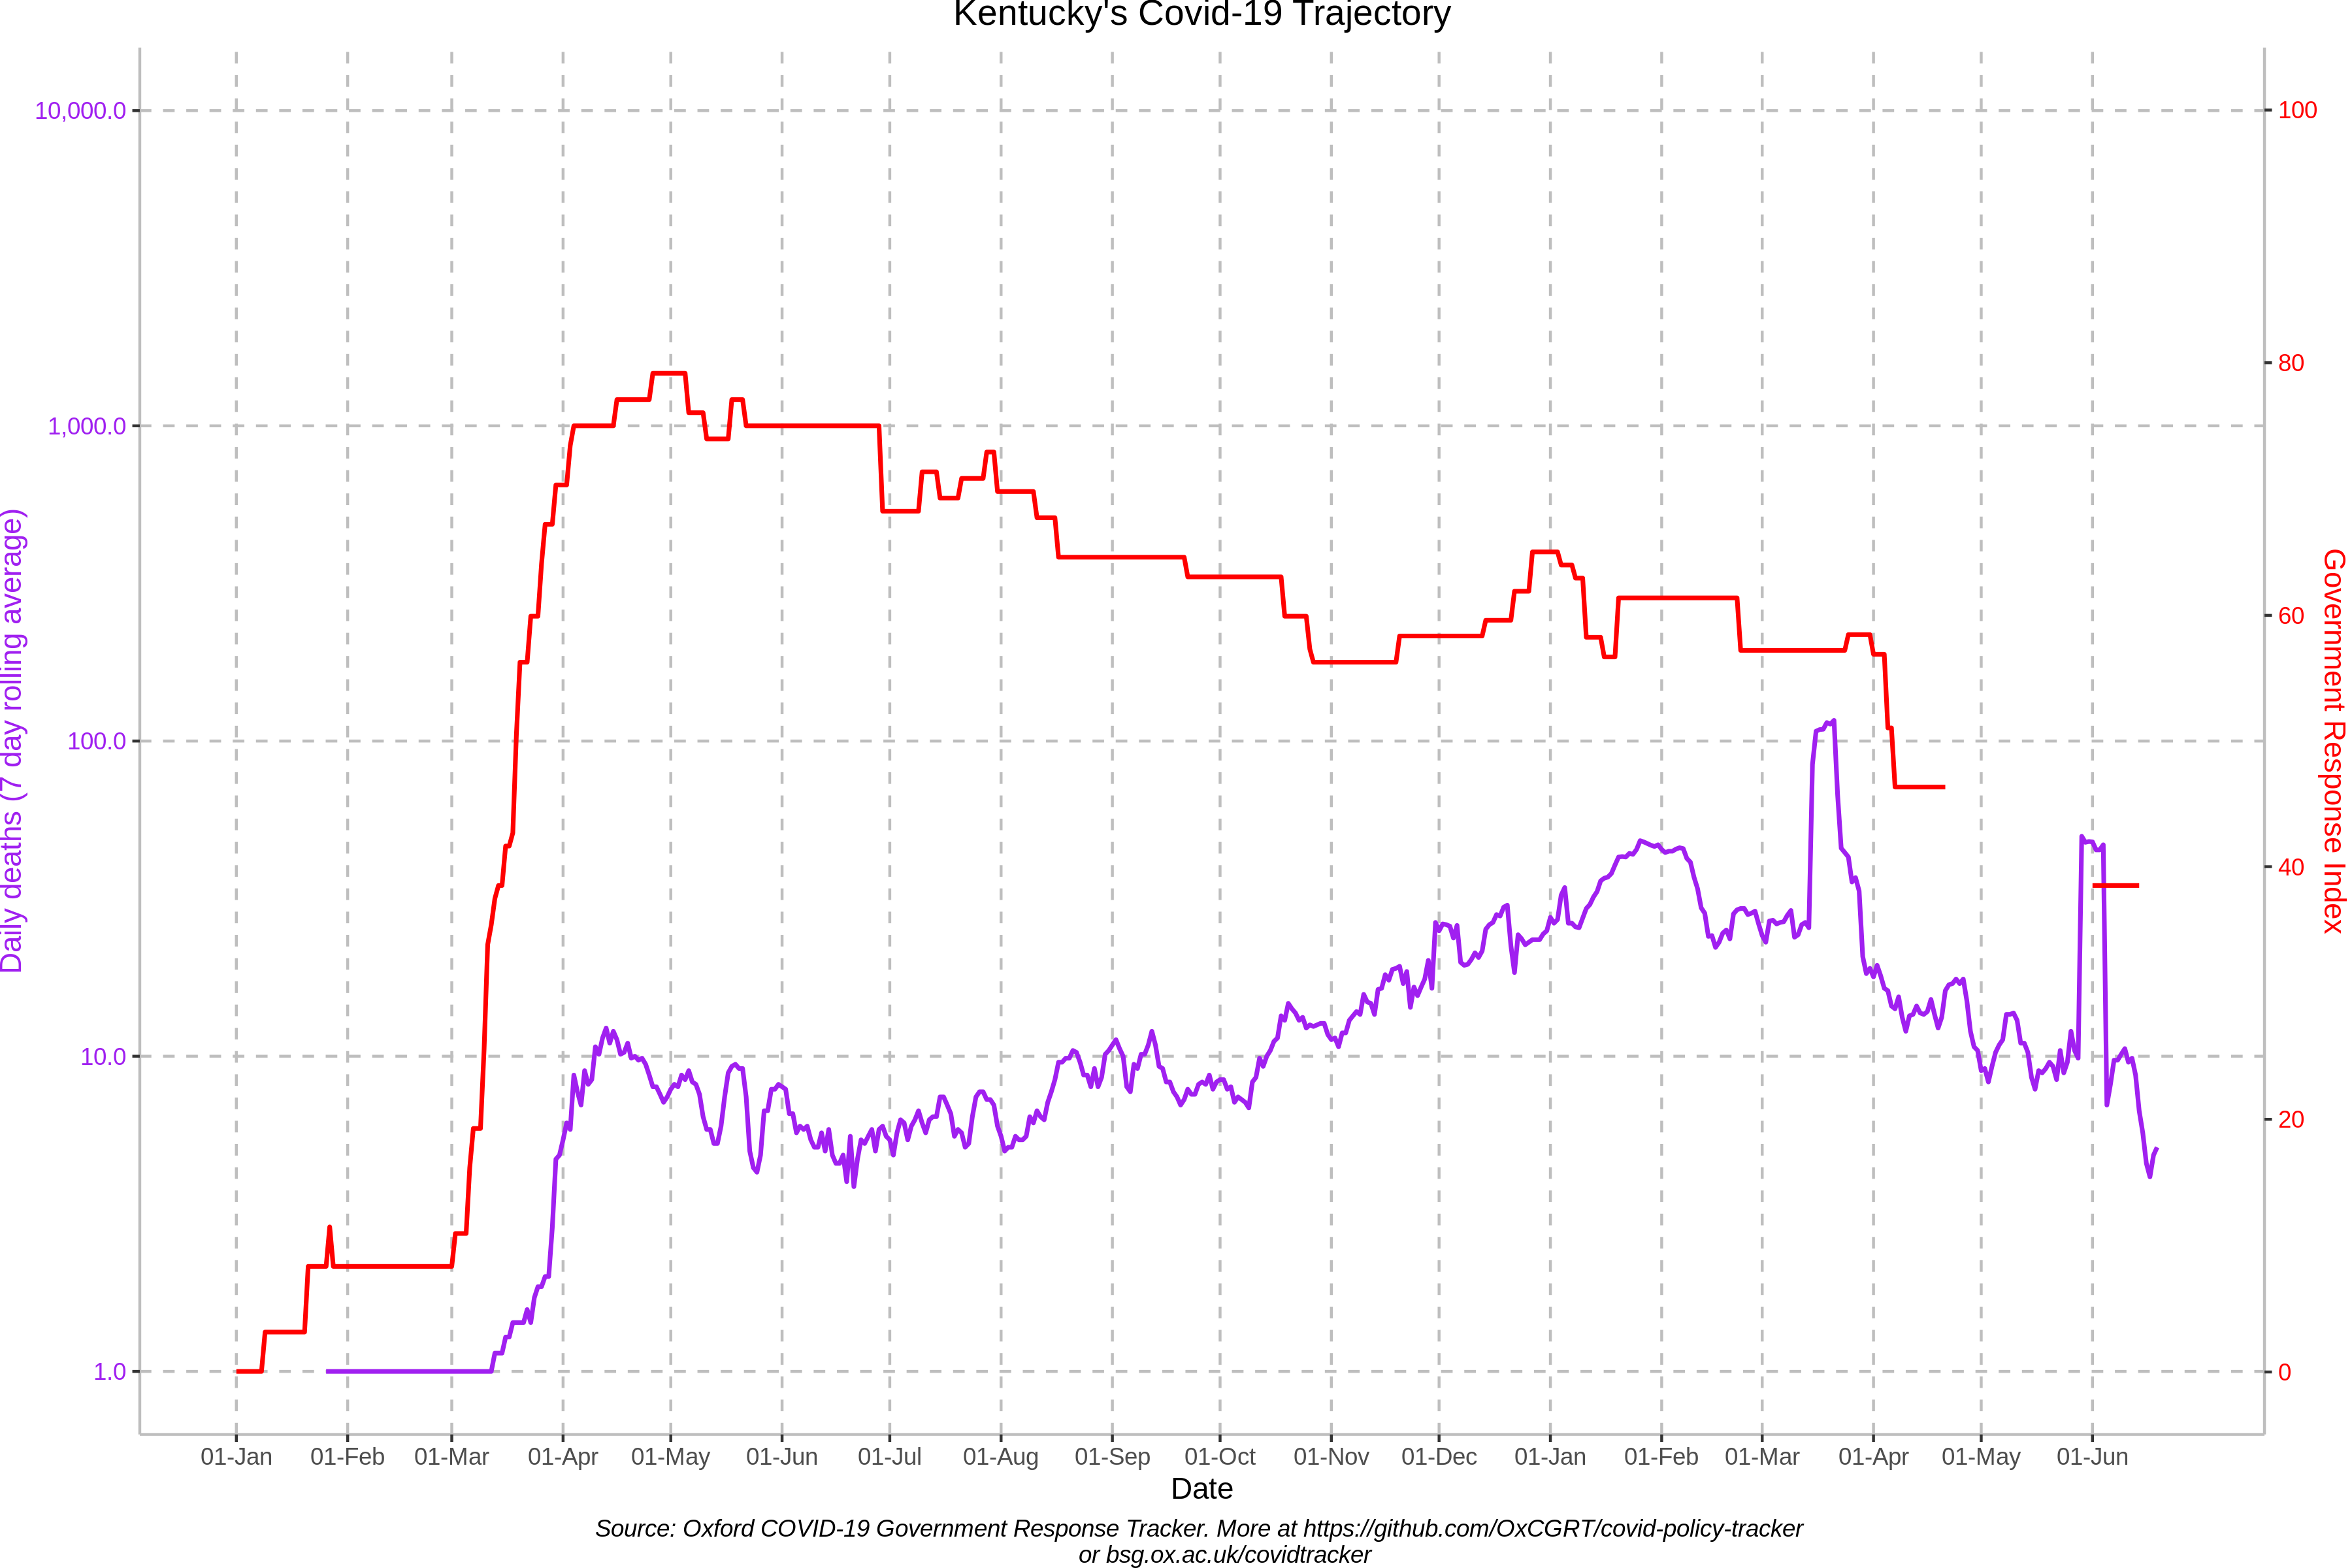 Kentucky's Covid-19 Trajectory
Daily deaths (7 day rolling average)
10,000.0
1,000.0
100.0
10.0
1.0
100
80
60
40
20
0
Government Response Index
01-Jan 01-Feb 01-Mar 01-Apr 01-May 01-Jun 01-Jul 01-Aug 01-Sep 01-Oct 01-Nov 01-Dec 01-Jan 01-Feb 01-Mar 01-Apr 01-May 01-Jun
Date
Source: Oxford COVID-19 Government Response Tracker. More at https://github.com/OxCGRT/covid-policy-tracker
or bsg.ox.ac.uk/covidtracker